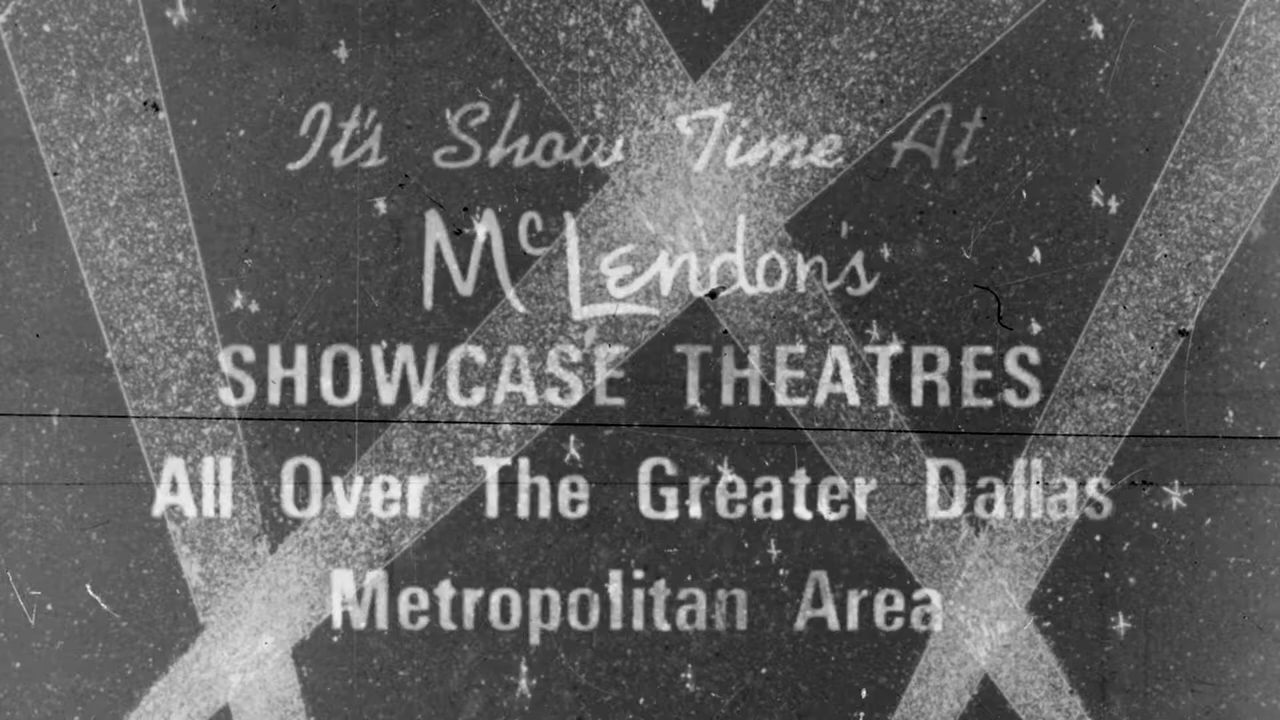 It's Show Time At
McLendons
SHOWCASE THEATRES
All Over The Greater Dallas
Metropolitan Area